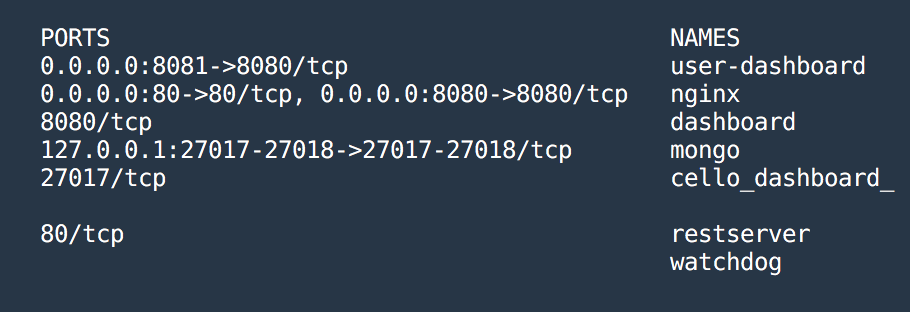 PORTS NAMES
0.0.0.0:8081->8080/tcp user-dashboard
0.0.0.0:80->80/tcp, 0.0.0.0:8080->8080/tcp nginx
8080/tcp dashboard
127.0.0.1:27017-27018->27017-27018/tcp mongo
27017/tcp cello_dashboard_
80/tcp restserver
watchdog